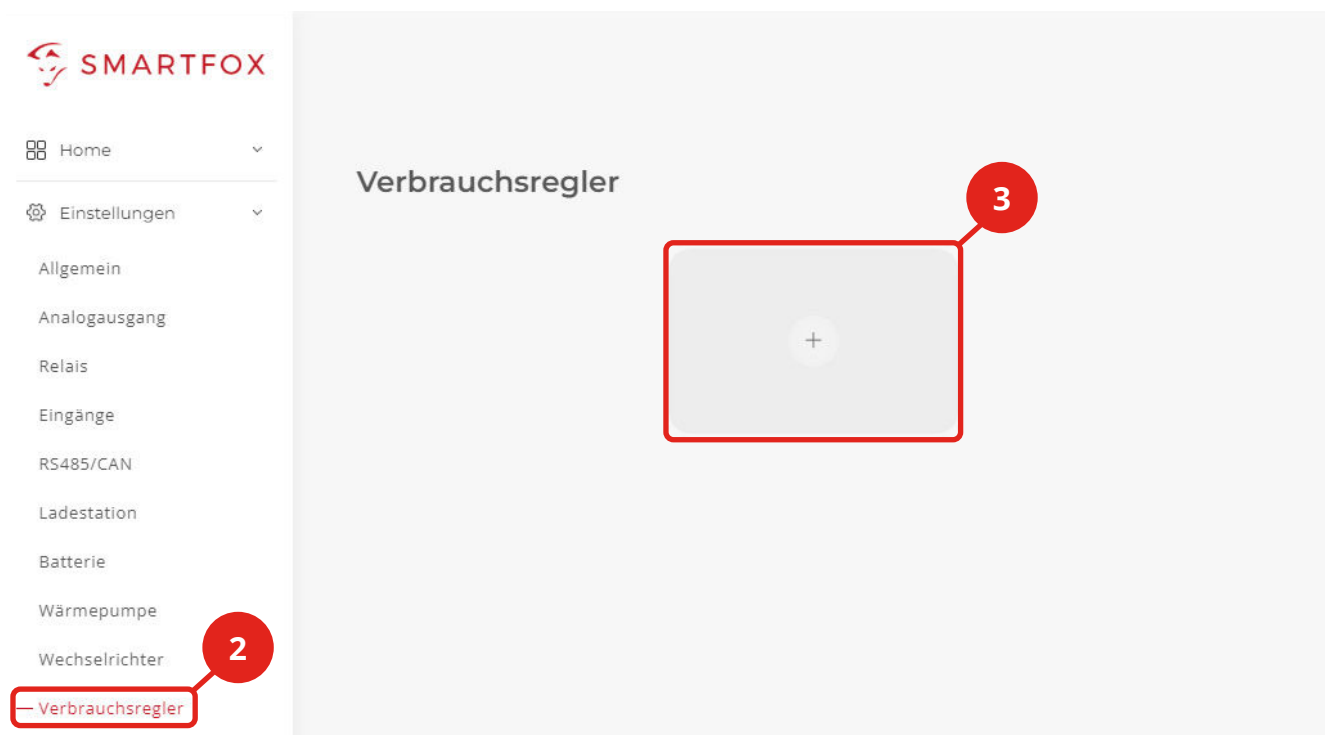 SMARTFOX
Home
Einstellungen
Allgemein
Analogausgang
Relais
Eingänge
RS485/CAN
Ladestation
Batterie
Wärmepumpe
Wechselrichter
2
Verbrauchsregler
Verbrauchsregler
3
+